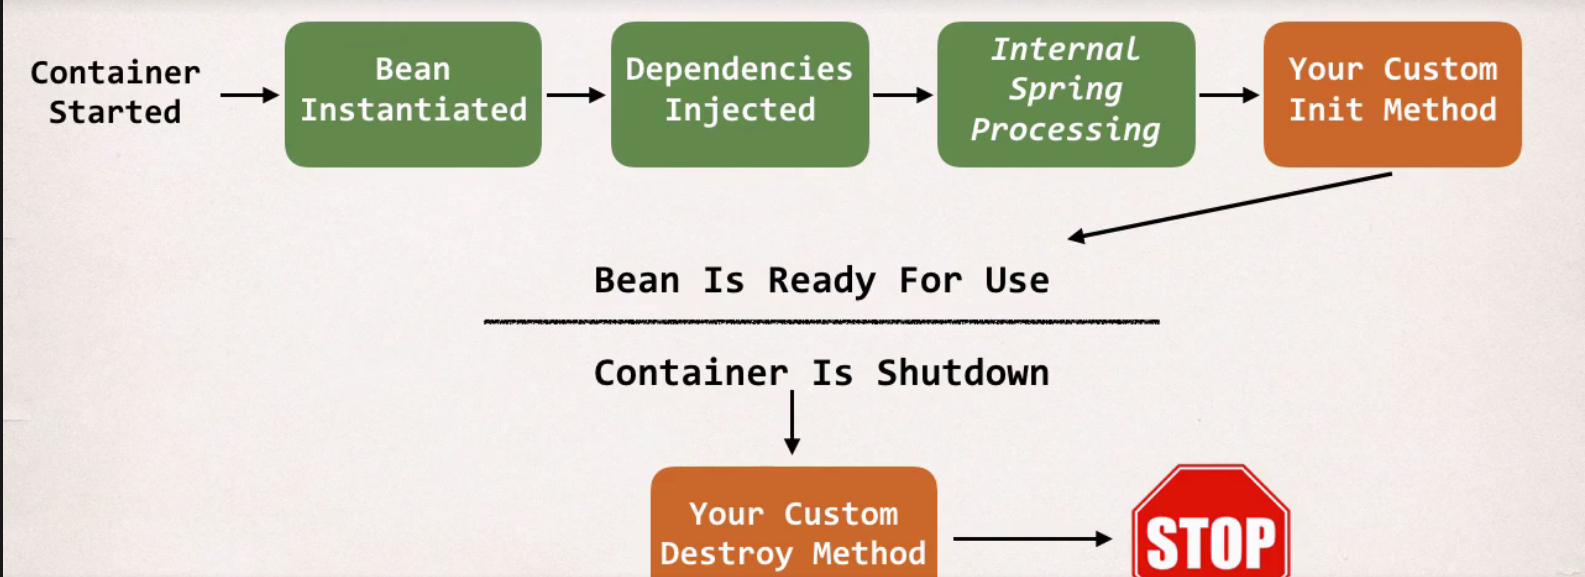 Container
Started
Bean
Instantiated
Dependencies
Injected
Internal
Spring
Processing
Your Custom
Init Method
Bean Is Ready For Use
Container Is Shutdown
Your Custom
Destroy Method
STOP